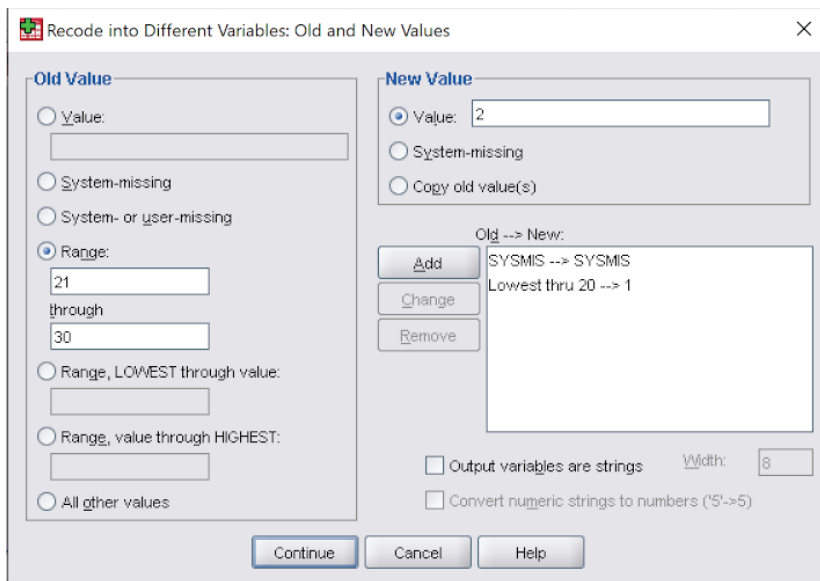 Recode into Different Variables: Old and New Values
Old Value
Value:
System-missing
System- or user-missing
Range:
21
through
30
Range, LOWEST through value:
Range, value through HIGHEST:
All other values
New Value
Value: 2
System-missing
Copy old value(s)
Old --> New:
Add
Change
Remove
SYSMIS --> SYSMIS
Lowest thru 20 --> 1
Output variables are strings Width: 8
Convert numeric strings to numbers ('5'->5)
Continue Cancel Help